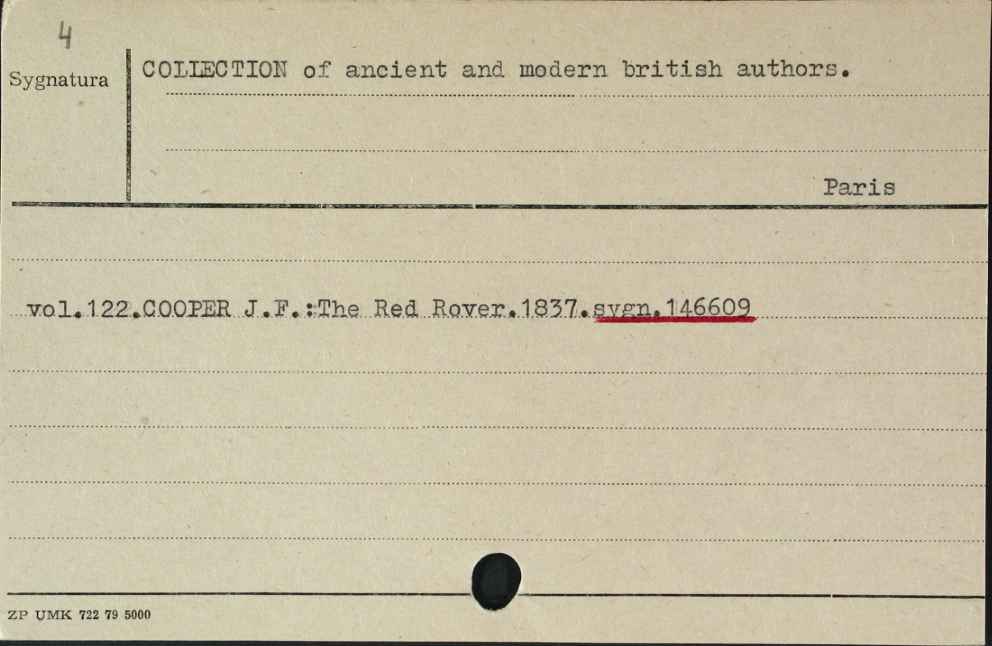 4
Sygnatura
COLLECTION of ancient and modern british authors.
Paris
vol.122.COOPER J.F.:The Red Rover.1837.sygn.146609
ZP UMK 722 79 5000